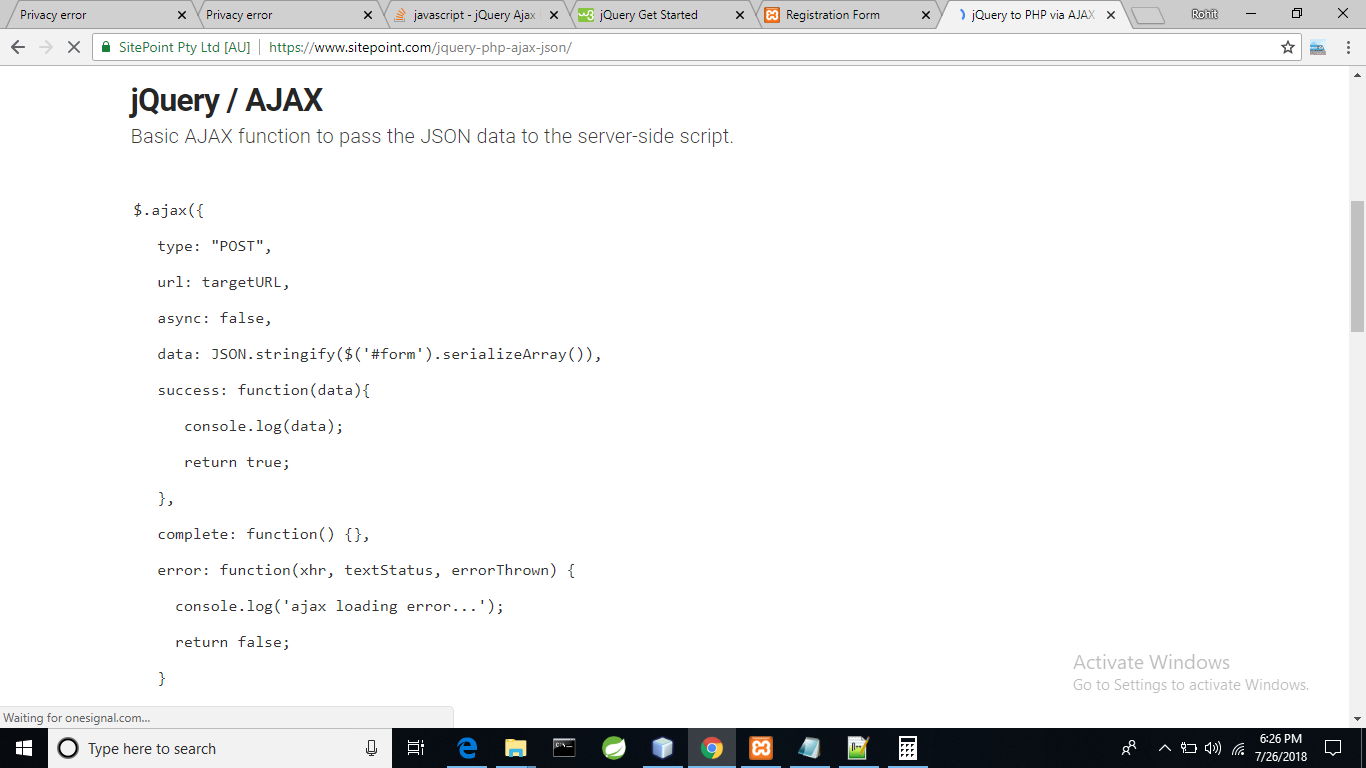 Privacy error
Privacy error
javascript - jQuery Ajax
jQuery Get Started
Registration Form
jQuery to PHP via AJAX
Rohit
SitePoint Pty Ltd [AU]
https://www.sitepoint.com/jquery-php-ajax-json/
jQuery / AJAX
Basic AJAX function to pass the JSON data to the server-side script.
$.ajax({
type: "POST",
url: targetURL,
async: false,
data: JSON.stringify($('#form').serializeArray()),
success: function(data){
console.log(data);
return true;
},
complete: function() {},
error: function(xhr, textStatus, errorThrown) {
console.log('ajax loading error...');
return false;
}
Activate Windows
Go to Settings to activate Windows.
Waiting for onesignal.com...
Type here to search
6:26 PM
7/26/2018